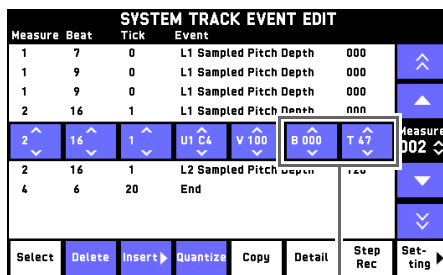 SYSTEM TRACK EVENT EDIT
Measure Beat Tick Event
1 7 0 L1 Sampled Pitch Depth 000
1 9 0 L1 Sampled Pitch Depth 000
1 9 0 L1 Sampled Pitch Depth 000
2 16 1 L1 Sampled Pitch Depth 000
2 16 1 U1 C4 V 100 B 000 T 47
Measure
002
2 16 1 L2 Sampled Pitch Depth 120
4 6 20 End
Select Delete Insert Quantize Copy Detail Step Rec Set-ting